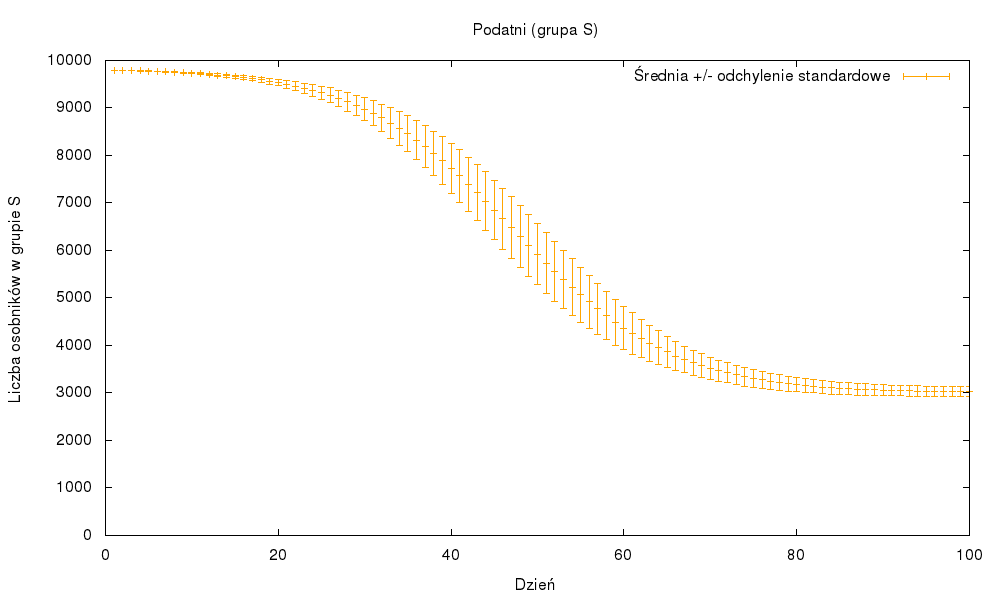 Podatni (grupa S)
Średnia +/- odchylenie standardowe
Liczba osobników w grupie S
10000
9000
8000
7000
6000
5000
4000
3000
2000
1000
0
0 20 40 60 80 100
Dzień